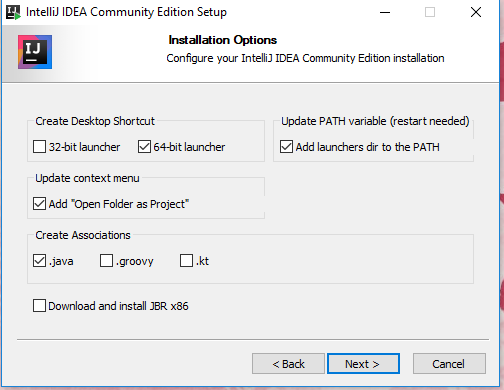 IntelliJ IDEA Community Edition Setup
IJ
Installation Options
Configure your IntelliJ IDEA Community Edition installation
Create Desktop Shortcut
32-bit launcher
64-bit launcher
Update PATH variable (restart needed)
Add launchers dir to the PATH
Update context menu
Add "Open Folder as Project"
Create Associations
.java
.groovy
.kt
Download and install JBR x86
< Back
Next >
Cancel